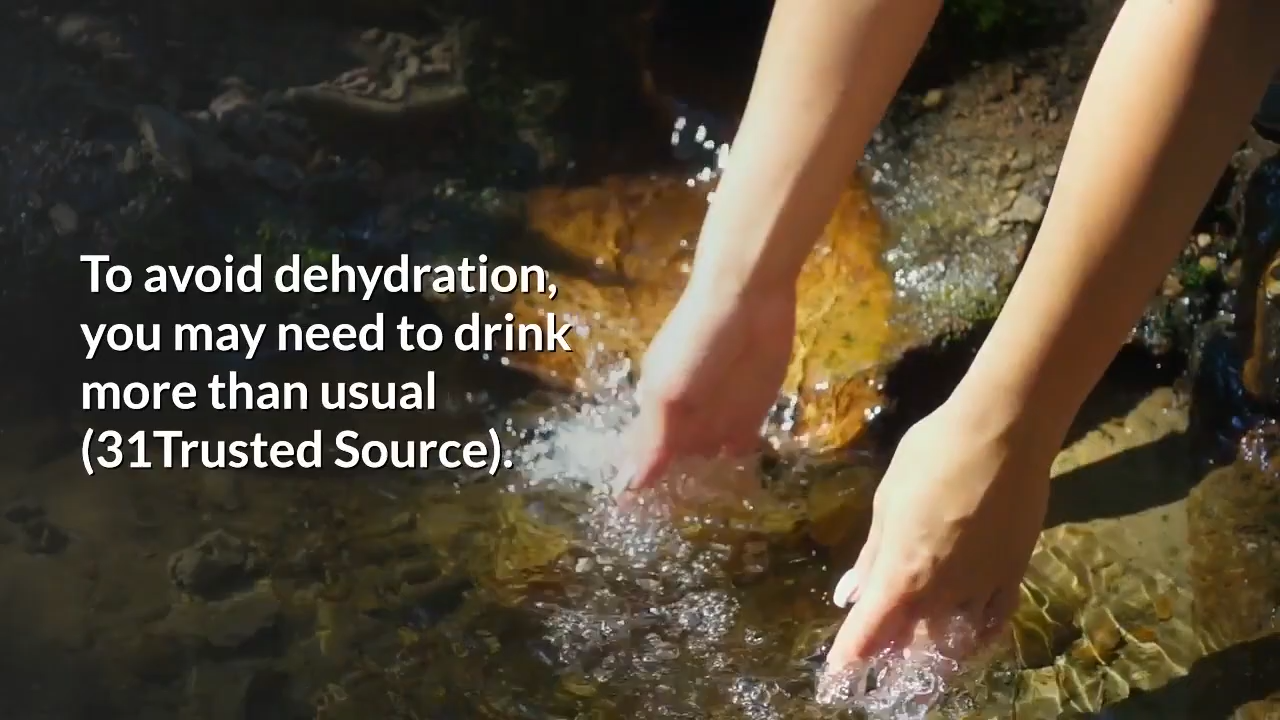 To avoid dehydration,
you may need to drink
more than usual
(31Trusted Source).